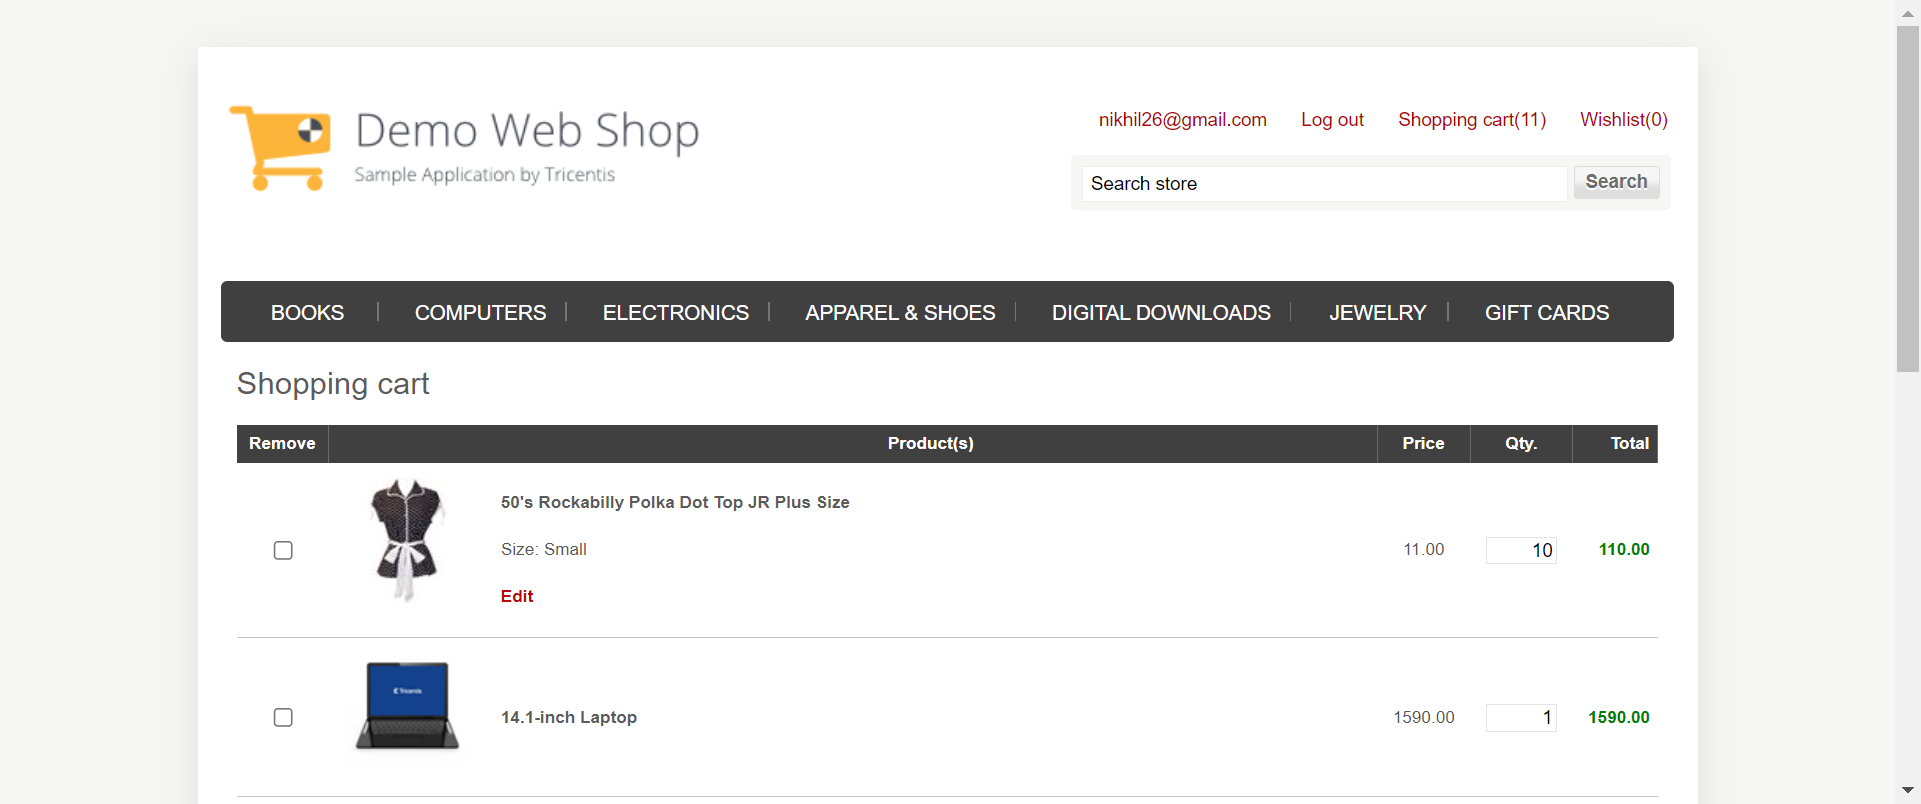 Demo Web Shop
Sample Application by Tricentis
nikhil26@gmail.com Log out Shopping cart(11) Wishlist(0)
Search store Search
BOOKS COMPUTERS ELECTRONICS APPAREL & SHOES DIGITAL DOWNLOADS JEWELRY GIFT CARDS
Shopping cart
Remove Product(s) Price Qty. Total
50's Rockabilly Polka Dot Top JR Plus Size
Size: Small 11.00 10 110.00
Edit
Tricentis
14.1-inch Laptop 1590.00 1 1590.00